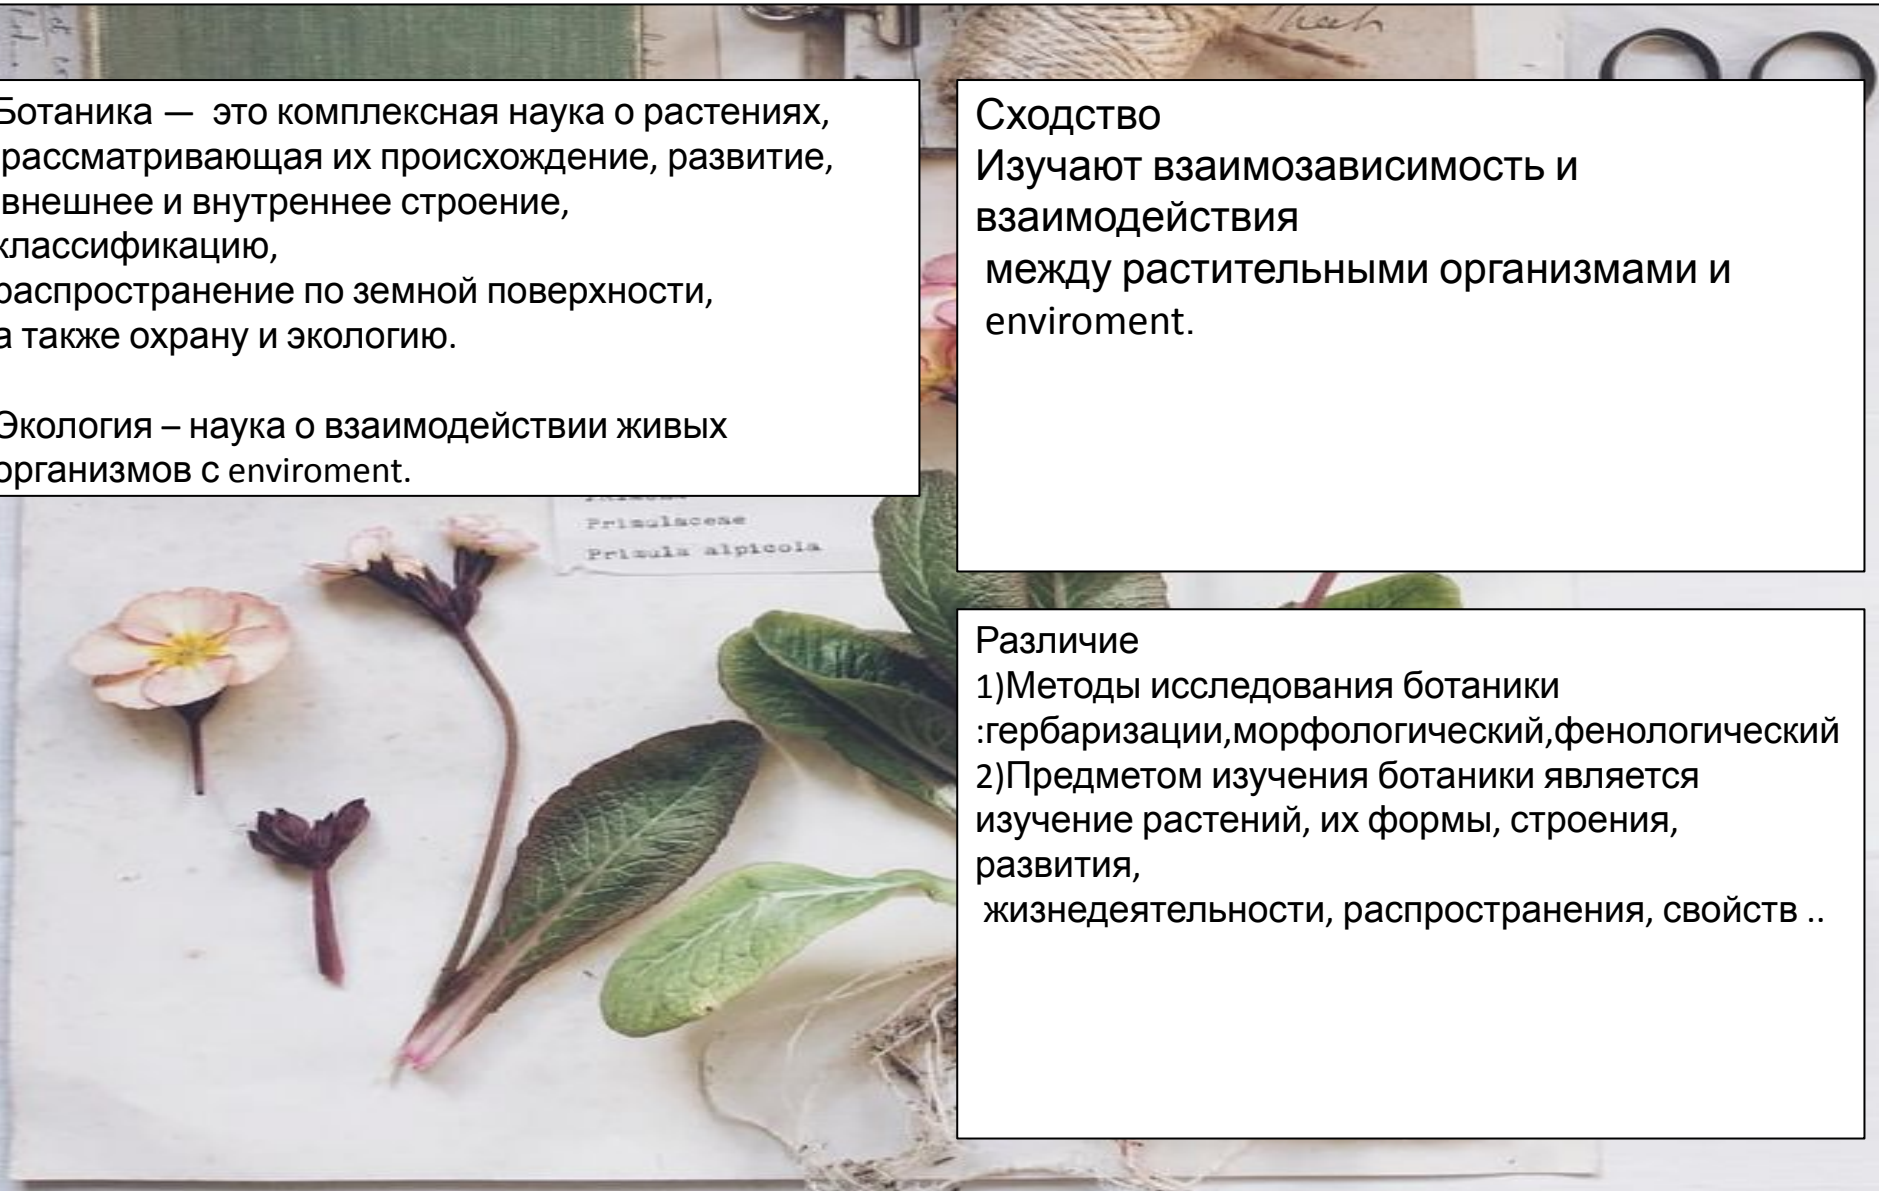 Ботаника — это комплексная наука о растениях,
рассматривающая их происхождение, развитие,
внешнее и внутреннее строение,
классификацию,
распространение по земной поверхности,
а также охрану и экологию.
Экология – наука о взаимодействии живых
организмов с enviroment.
Сходство
Изучают взаимозависимость и
взаимодействия
между растительными организмами и
enviroment.
Primulaceae
Primula alpicola
Различие
1)Методы исследования ботаники
:гербаризации,морфологический,фенологический
2)Предметом изучения ботаники является
изучение растений, их формы, строения,
развития,
жизнедеятельности, распространения, свойств ..